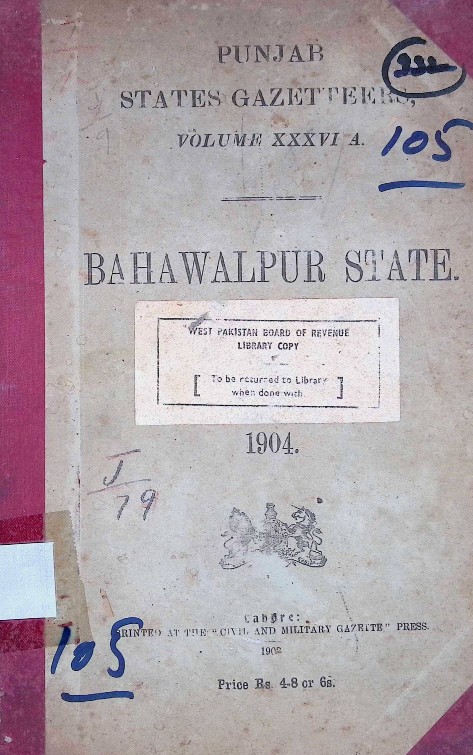 PUNJAB
232
STATES GAZETTEERS,
VOLUME XXXVI A.
105
BAHAWALPUR STATE.
WEST PAKISTAN BOARD OF REVENUE
LIBRARY COPY
[ To be returned to Library ]
when done with.
1904.
J/79
Lahore:
PRINTED AT THE "CIVIL AND MILITARY GAZETTE" PRESS.
105
Price Rs. 4-8 or 6s.